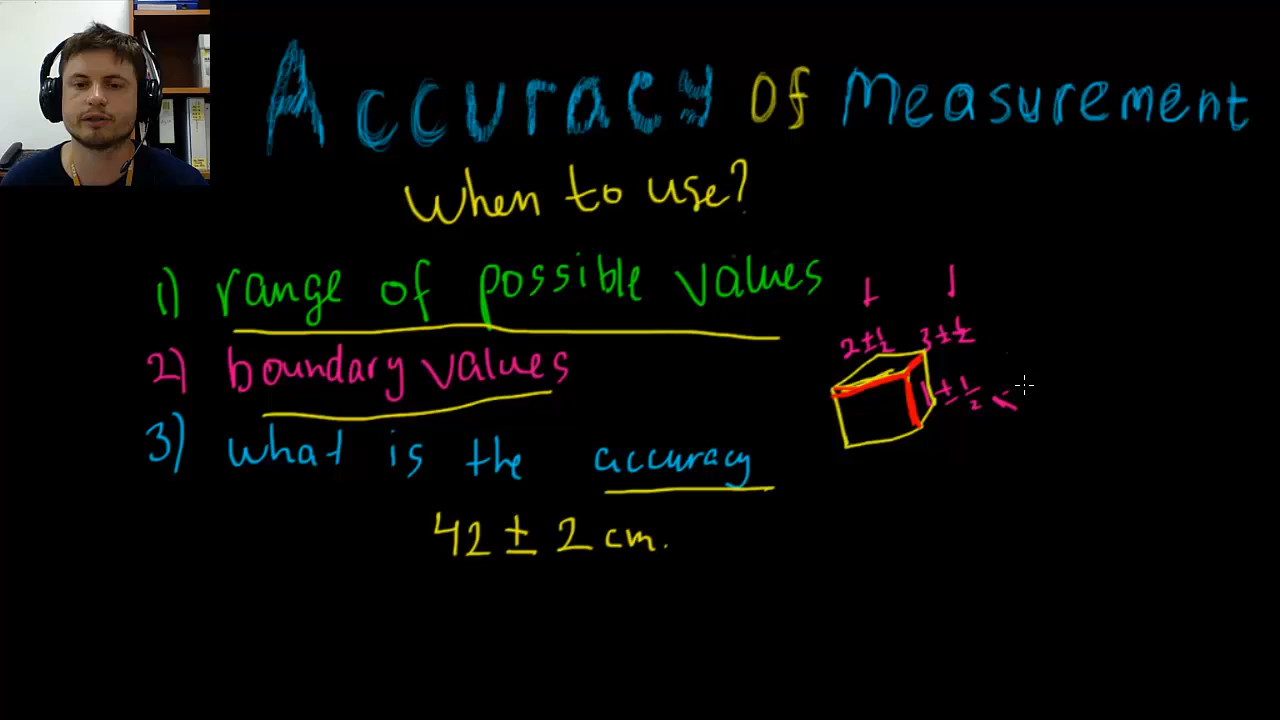 Accuracy of Measurement
When to use?
1) range of possible values
2) boundary values
3) what is the accuracy
42 ± 2 cm.
2 ± ½ 3 ± ½
1 ± ½